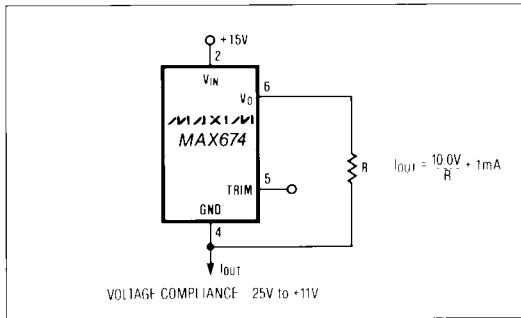 +15V
2
VIN
6
VO
MAXIM
MAX674
5
TRIM
GND
4
R
IOUT = 10.0V/R + 1mA
IOUT
VOLTAGE COMPLIANCE 25V to +11V